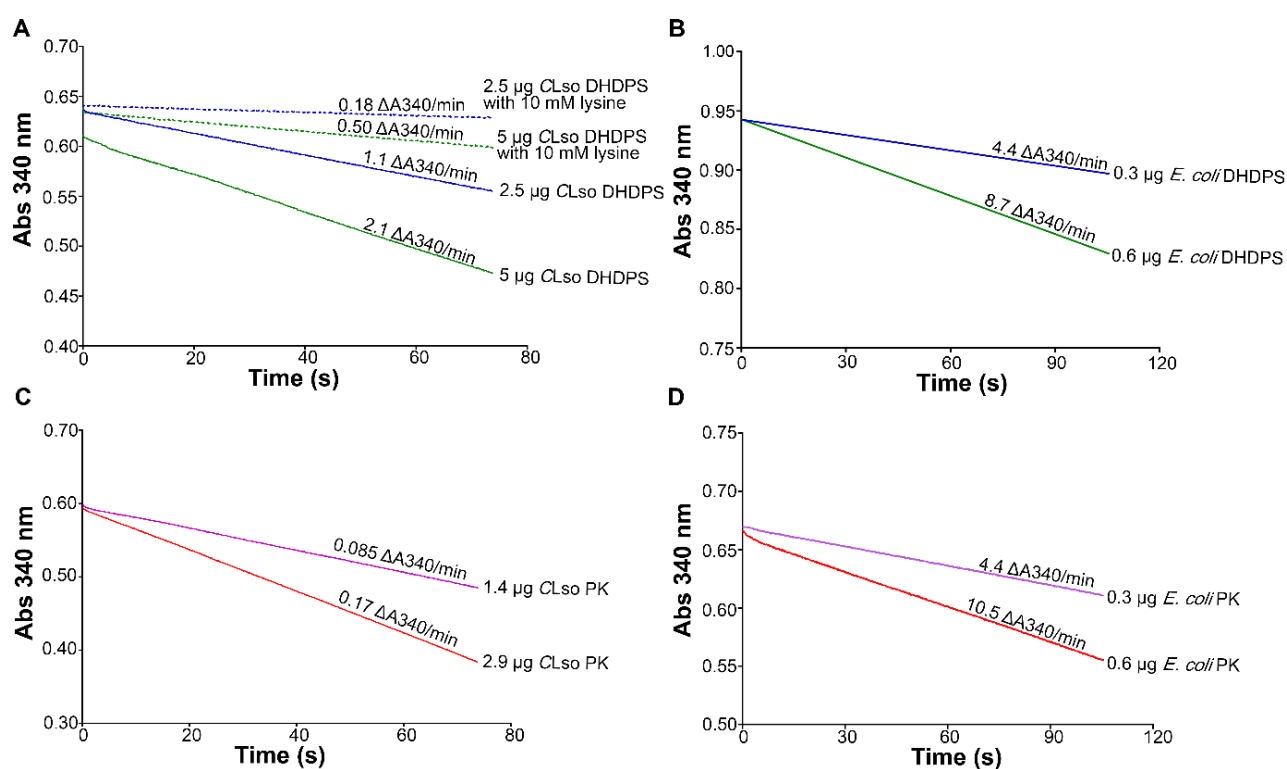 A
Abs 340 nm
0.70
0.65
0.60
0.55
0.50
0.45
0.40
0
20
40
60
80
Time (s)
0.18 ΔA340/min
2.5 µg CLso DHDPS
with 10 mM lysine
0.50 ΔA340/min
5 µg CLso DHDPS
with 10 mM lysine
1.1 ΔA340/min
2.5 µg CLso DHDPS
2.1 ΔA340/min
5 µg CLso DHDPS
B
Abs 340 nm
1.00
0.95
0.90
0.85
0.80
0.75
0
30
60
90
120
Time (s)
4.4 ΔA340/min
0.3 µg E. coli DHDPS
8.7 ΔA340/min
0.6 µg E. coli DHDPS
C
Abs 340 nm
0.70
0.60
0.50
0.40
0.30
0
20
40
60
80
Time (s)
0.085 ΔA340/min
1.4 µg CLso PK
0.17 ΔA340/min
2.9 µg CLso PK
D
Abs 340 nm
0.75
0.70
0.65
0.60
0.55
0.50
0
30
60
90
120
Time (s)
4.4 ΔA340/min
0.3 µg E. coli PK
10.5 ΔA340/min
0.6 µg E. coli PK